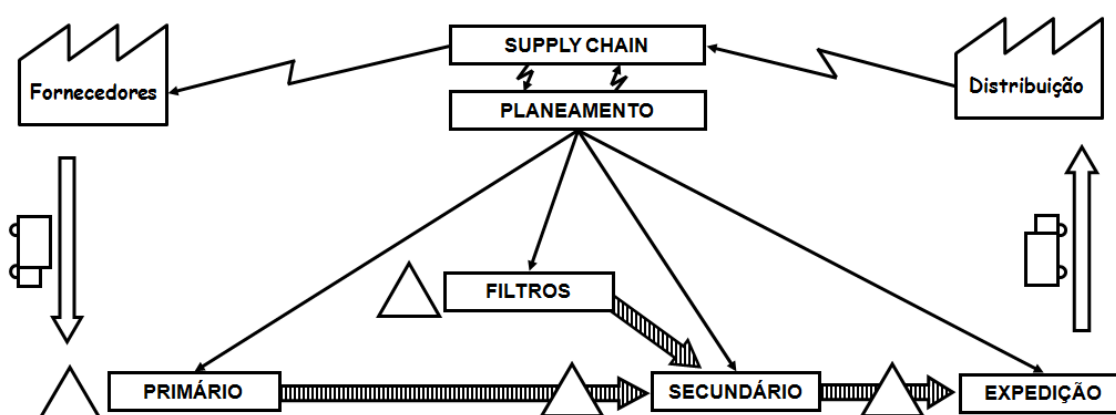 SUPPLY CHAIN
Fornecedores
Distribuição
PLANEAMENTO
FILTROS
PRIMÁRIO
SECUNDÁRIO
EXPEDIÇÃO